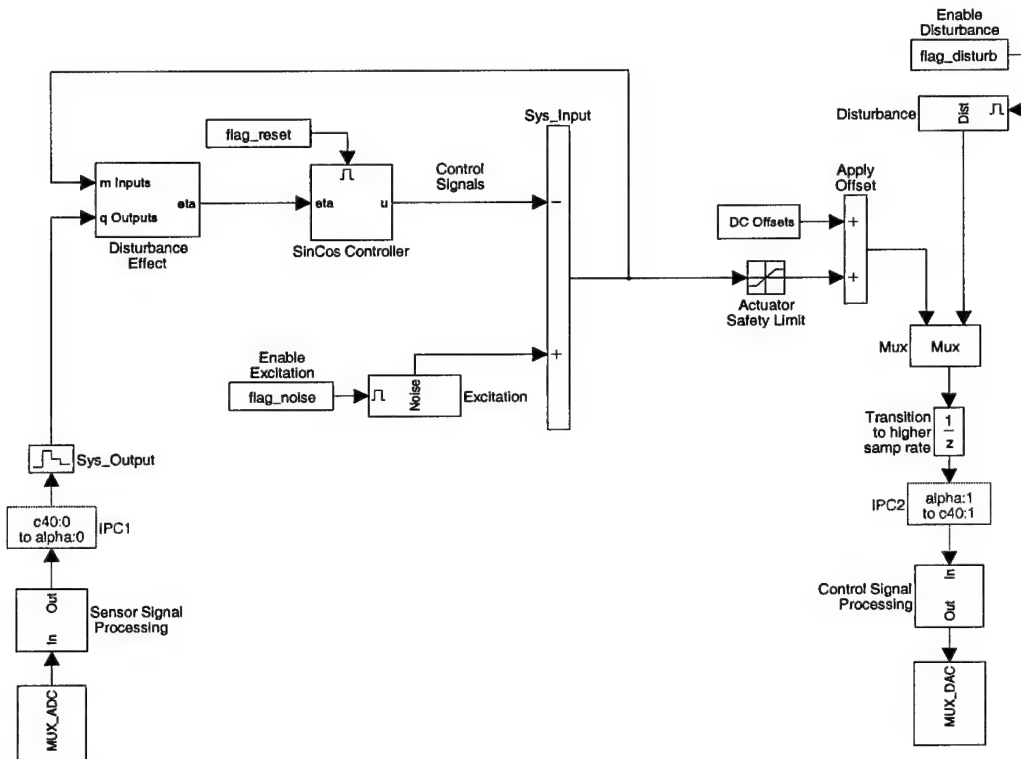 Enable
Disturbance
flag_disturb
Disturbance
Dist
Sys_Input
flag_reset
Control
Signals
m Inputs
q Outputs
eta
Disturbance
Effect
eta
u
SinCos Controller
−
+
Apply
Offset
DC Offsets
+
+
Actuator
Safety Limit
Enable
Excitation
flag_noise
Noise
Excitation
Mux
Mux
Transition
to higher
samp rate
1
z
Sys_Output
c40:0
to alpha:0
IPC1
IPC2
alpha:1
to c40:1
Out
In
Sensor Signal
Processing
Control Signal
Processing
In
Out
MUX_ADC
MUX_DAC